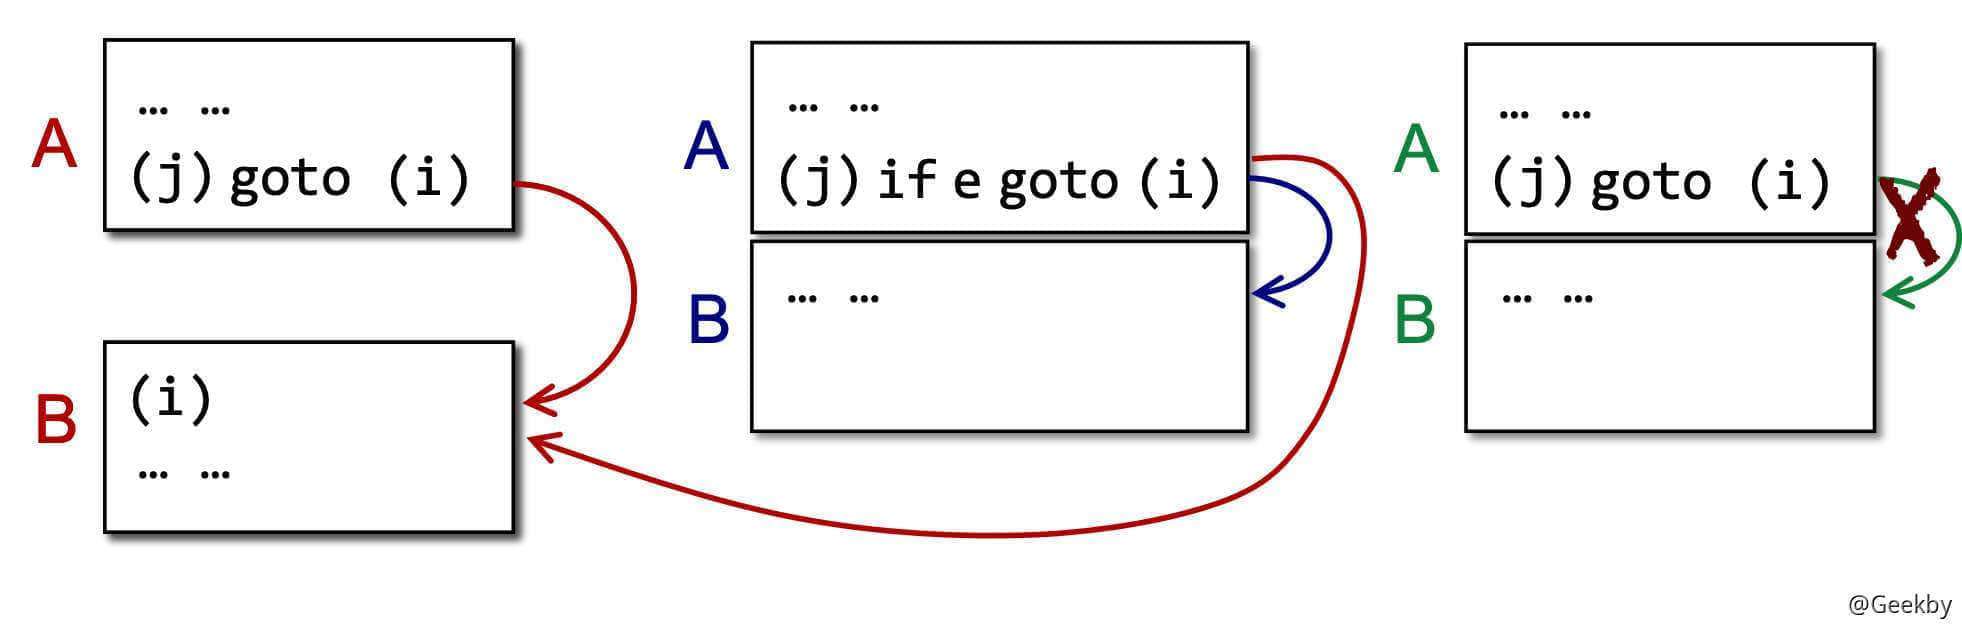 A
… …
(j) goto (i)
B
(i)
… …
A
… …
(j) if e goto (i)
B
… …
A
… …
(j) goto (i)
B
… …
@Geekby